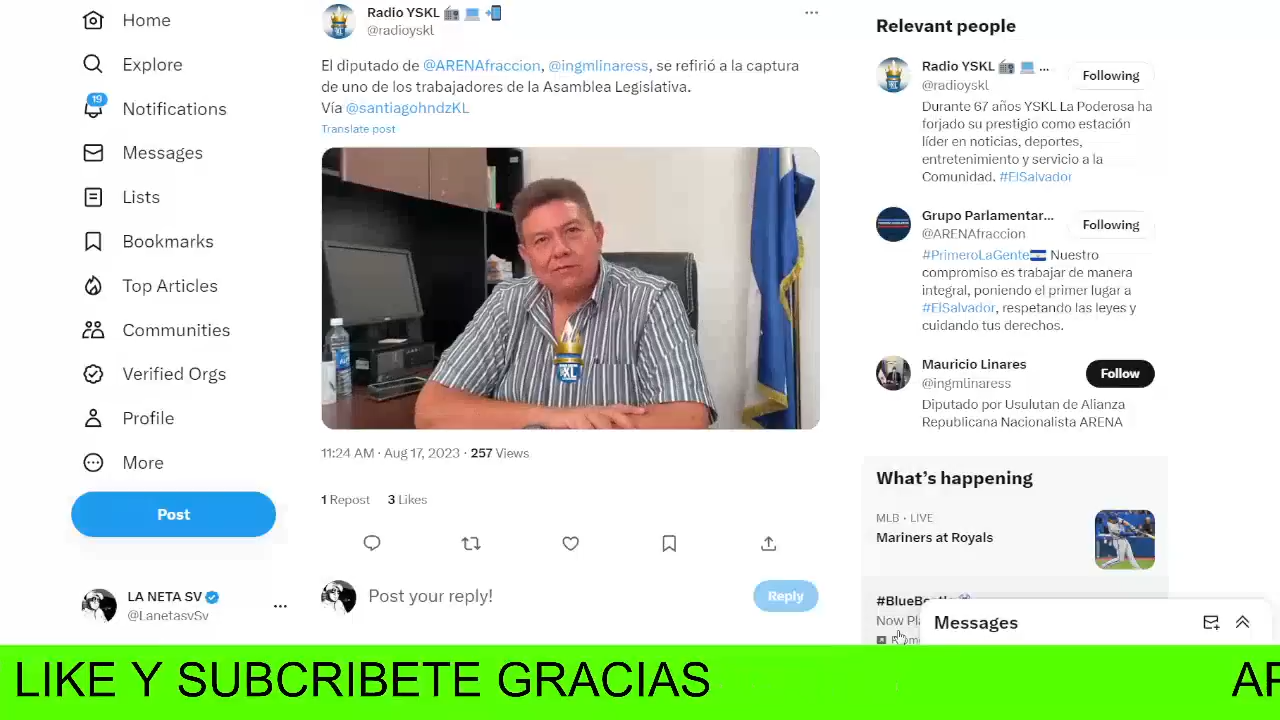 Home
Explore
19
Notifications
Messages
Lists
Bookmarks
Top Articles
Communities
Verified Orgs
Profile
More
Post
LA NETA SV
@LanetasvSv
Radio YSKL
@radioyskl
El diputado de @ARENAfraccion, @ingmlinaress, se refirió a la captura
de uno de los trabajadores de la Asamblea Legislativa.
Vía @santiagohndzKL
Translate post
KL
11:24 AM · Aug 17, 2023 · 257 Views
1 Repost 3 Likes
Post your reply!
Reply
Relevant people
Radio YSKL ...
@radioyskl
Following
Durante 67 años YSKL La Poderosa ha
forjado su prestigio como estación
líder en noticias, deportes,
entretenimiento y servicio a la
Comunidad. #ElSalvador
Grupo Parlamentar...
@ARENAfraccion
Following
#PrimeroLaGente Nuestro
compromiso es trabajar de manera
integral, poniendo el primer lugar a
#ElSalvador, respetando las leyes y
cuidando tus derechos.
Mauricio Linares
@ingmlinaress
Follow
Diputado por Usulutan de Alianza
Republicana Nacionalista ARENA
What's happening
MLB · LIVE
Mariners at Royals
Messages
LIKE Y SUBCRIBETE GRACIAS